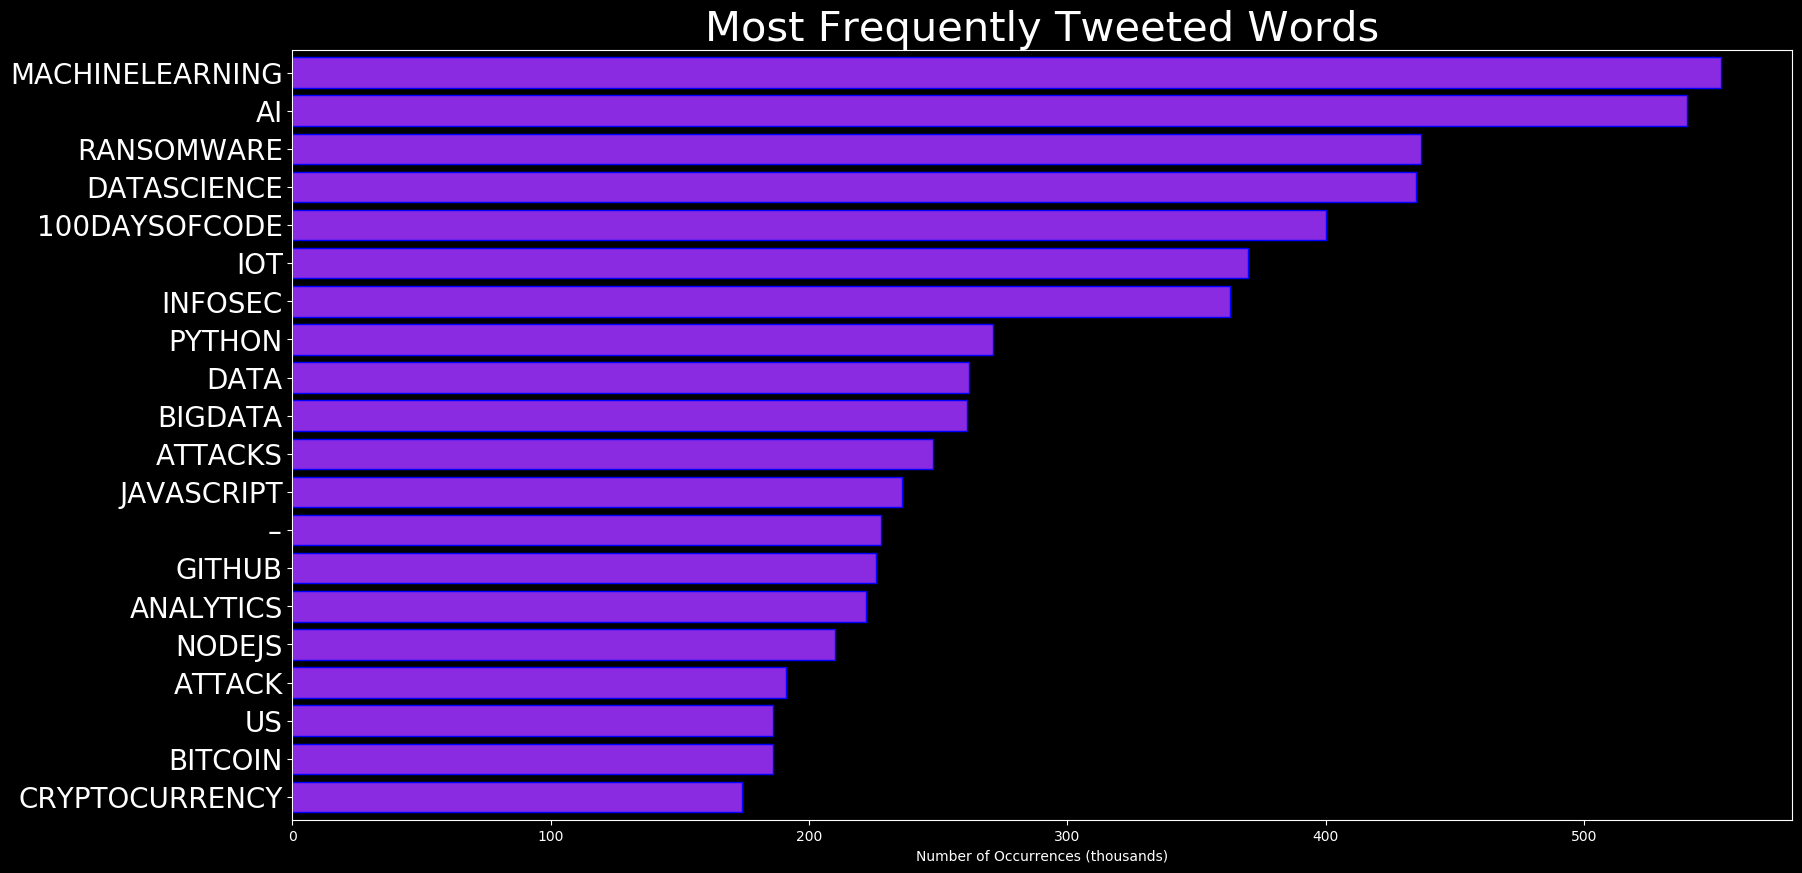 Most Frequently Tweeted Words
MACHINELEARNING
AI
RANSOMWARE
DATASCIENCE
100DAYSOFCODE
IOT
INFOSEC
PYTHON
DATA
BIGDATA
ATTACKS
JAVASCRIPT
–
GITHUB
ANALYTICS
NODEJS
ATTACK
US
BITCOIN
CRYPTOCURRENCY
0 100 200 300 400 500
Number of Occurrences (thousands)